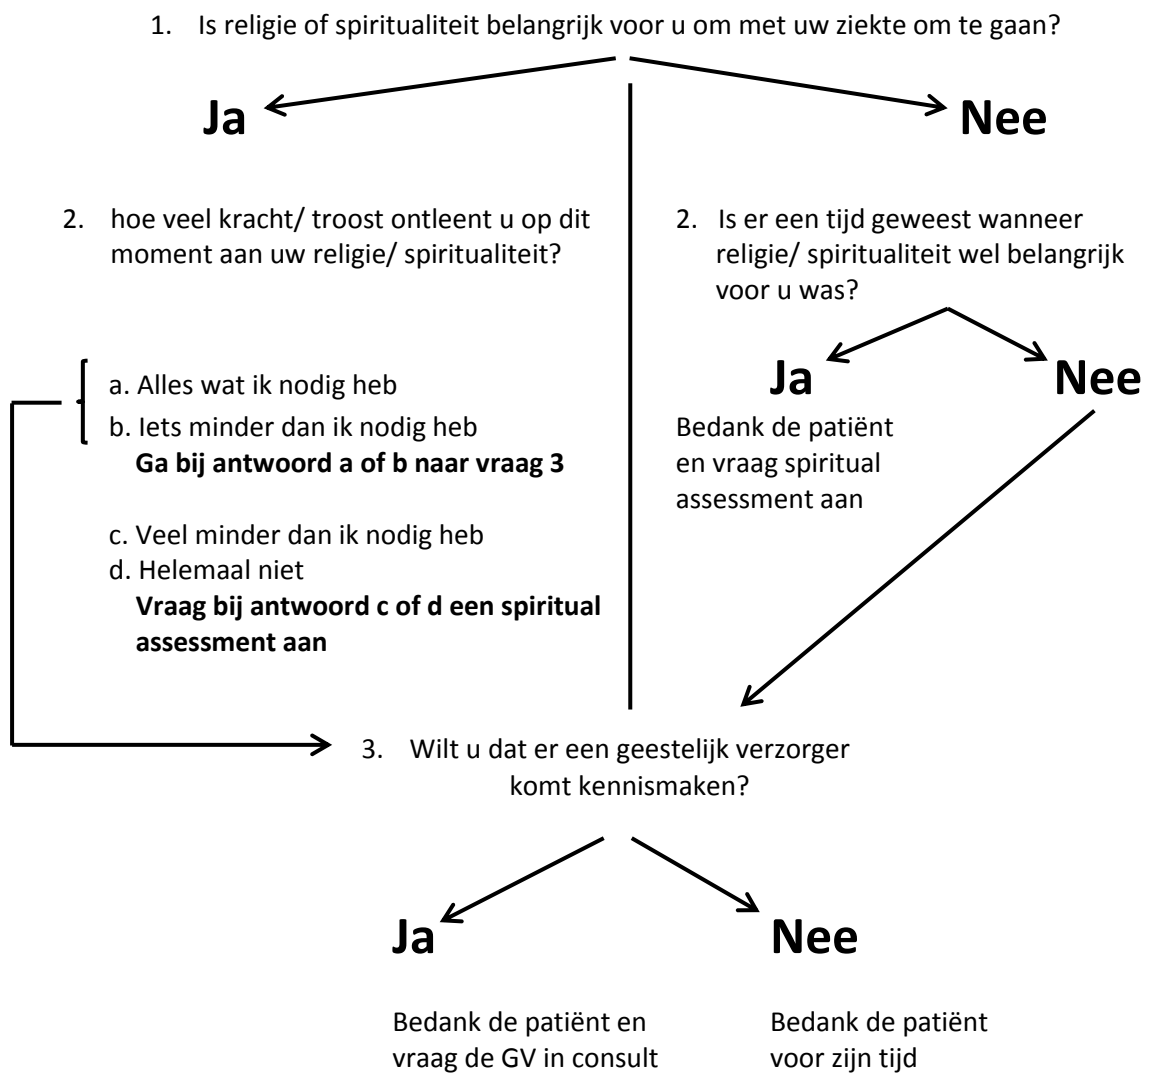 1. Is religie of spiritualiteit belangrijk voor u om met uw ziekte om te gaan?
Ja
Nee
2. hoe veel kracht/ troost ontleent u op dit
moment aan uw religie/ spiritualiteit?
a. Alles wat ik nodig heb
b. Iets minder dan ik nodig heb
Ga bij antwoord a of b naar vraag 3
c. Veel minder dan ik nodig heb
d. Helemaal niet
Vraag bij antwoord c of d een spiritual
assessment aan
2. Is er een tijd geweest wanneer
religie/ spiritualiteit wel belangrijk
voor u was?
Ja
Nee
Bedank de patiënt
en vraag spiritual
assessment aan
3. Wilt u dat er een geestelijk verzorger
komt kennismaken?
Ja
Nee
Bedank de patiënt en
vraag de GV in consult
Bedank de patiënt
voor zijn tijd